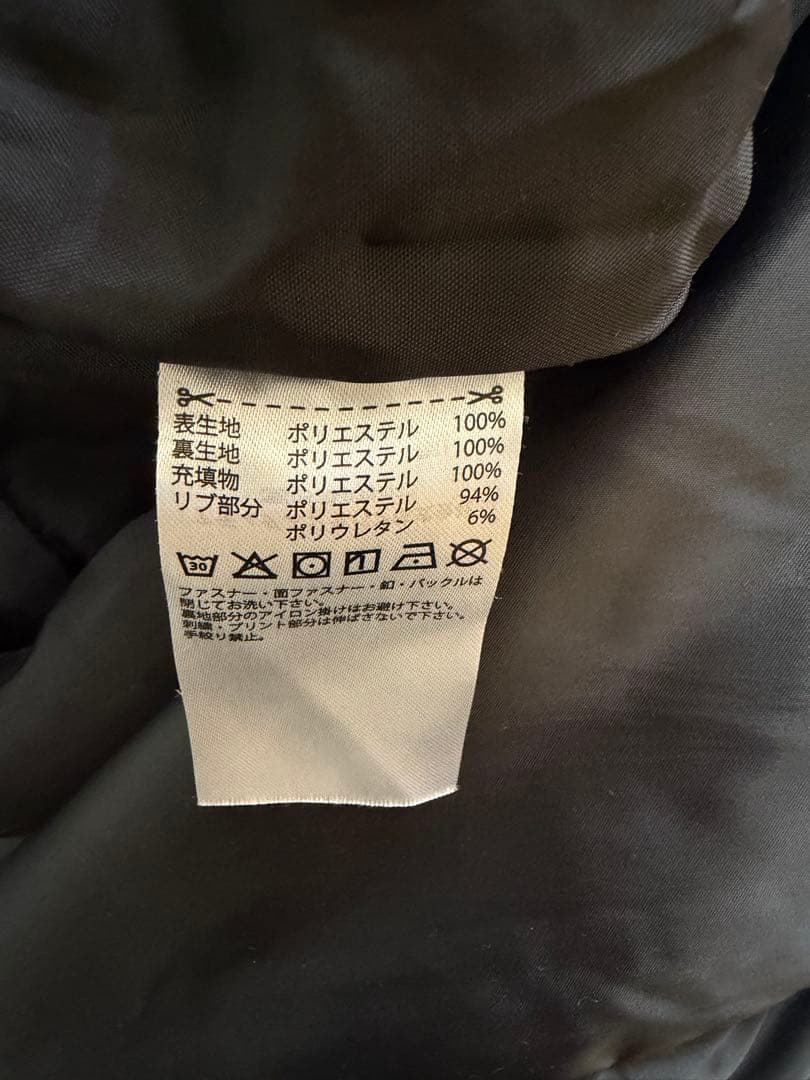 表生地 ポリエステル 100%
裏生地 ポリエステル 100%
充填物 ポリエステル 100%
リブ部分 ポリエステル 94%
ポリウレタン 6%
30
ファスナー・面ファスナー・釦・バックルは
閉じてお洗い下さい。
裏地部分のアイロン掛けはお避け下さい。
刺繍・プリント部分は伸ばさないで下さい。
手絞り禁止。